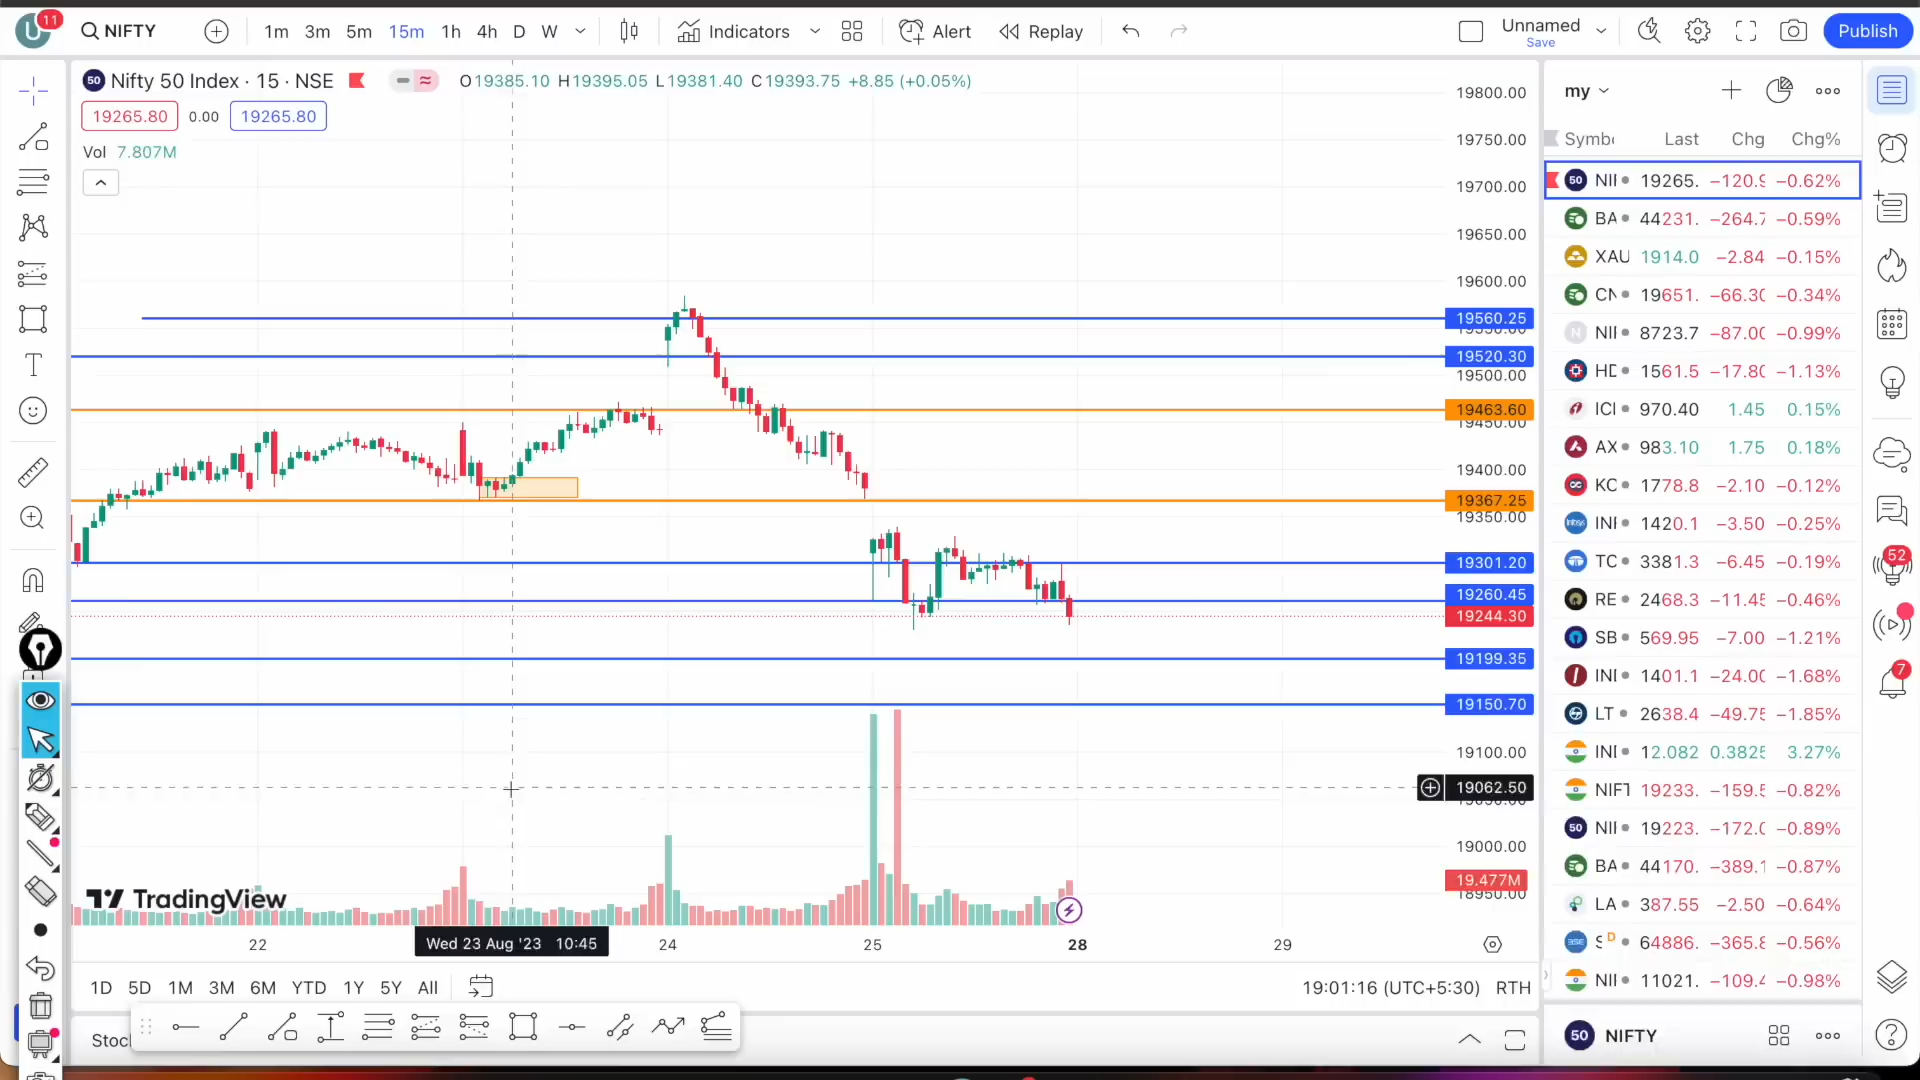 U 11 NIFTY 1m 3m 5m 15m 1h 4h D W Indicators Alert Replay Unnamed Save Publish
50 Nifty 50 Index · 15 · NSE O19385.10 H19395.05 L19381.40 C19393.75 +8.85 (+0.05%)
19265.80 0.00 19265.80
Vol 7.807M
19800.00
19750.00
19700.00
19650.00
19600.00
19560.25
19520.30
19500.00
19463.60
19450.00
19400.00
19367.25
19350.00
19301.20
19260.45
19244.30
19199.35
19150.70
19100.00
19062.50
19000.00
19.477M
18950.00
TradingView
22 Wed 23 Aug '23 10:45 24 25 28 29
1D 5D 1M 3M 6M YTD 1Y 5Y All 19:01:16 (UTC+5:30) RTH
Stoc
my
Symb Last Chg Chg%
50 NII 19265. −120.9 −0.62%
BA 44231. −264.7 −0.59%
XAU 1914.0 −2.84 −0.15%
CN 19651. −66.30 −0.34%
N NII 8723.7 −87.00 −0.99%
HD 1561.5 −17.80 −1.13%
ICI 970.40 1.45 0.15%
AX 983.10 1.75 0.18%
KO 1778.8 −2.10 −0.12%
INI 1420.1 −3.50 −0.25%
TC 3381.3 −6.45 −0.19%
RE 2468.3 −11.45 −0.46%
SB 569.95 −7.00 −1.21%
INI 1401.1 −24.00 −1.68%
LT 2638.4 −49.75 −1.85%
INI 12.082 0.3825 3.27%
NIFT 19233. −159.5 −0.82%
50 NII 19223. −172.0 −0.89%
BA 44170. −389.1 −0.87%
LA 387.55 −2.50 −0.64%
S D 64886. −365.8 −0.56%
NII 11021. −109.4 −0.98%
50 NIFTY
52
7